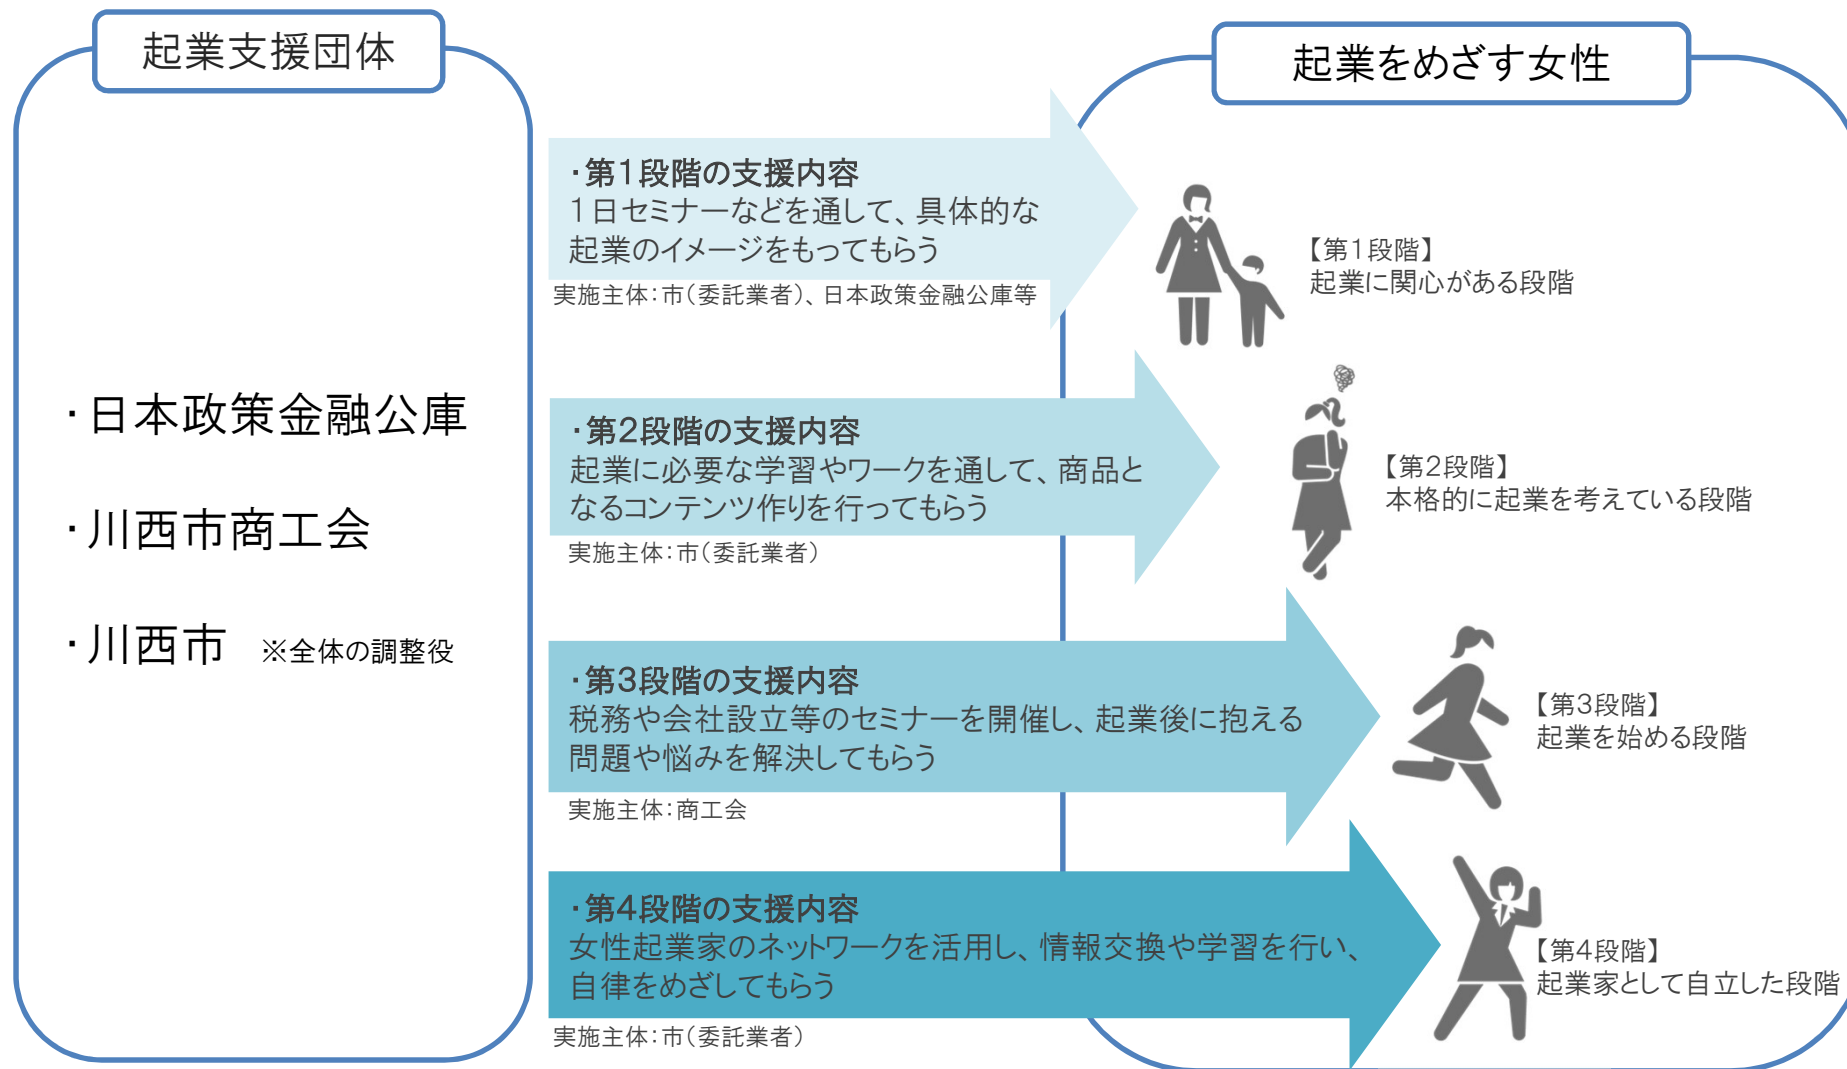 起業支援団体
・日本政策金融公庫
・川西市商工会
・川西市 ※全体の調整役
・第1段階の支援内容
1日セミナーなどを通して、具体的な
起業のイメージをもってもらう
実施主体：市（委託業者）、日本政策金融公庫等
・第2段階の支援内容
起業に必要な学習やワークを通して、商品と
なるコンテンツ作りを行ってもらう
実施主体：市（委託業者）
・第3段階の支援内容
税務や会社設立等のセミナーを開催し、起業後に抱える
問題や悩みを解決してもらう
実施主体：商工会
・第4段階の支援内容
女性起業家のネットワークを活用し、情報交換や学習を行い、
自律をめざしてもらう
実施主体：市（委託業者）
起業をめざす女性
【第1段階】
起業に関心がある段階
【第2段階】
本格的に起業を考えている段階
【第3段階】
起業を始める段階
【第4段階】
起業家として自立した段階